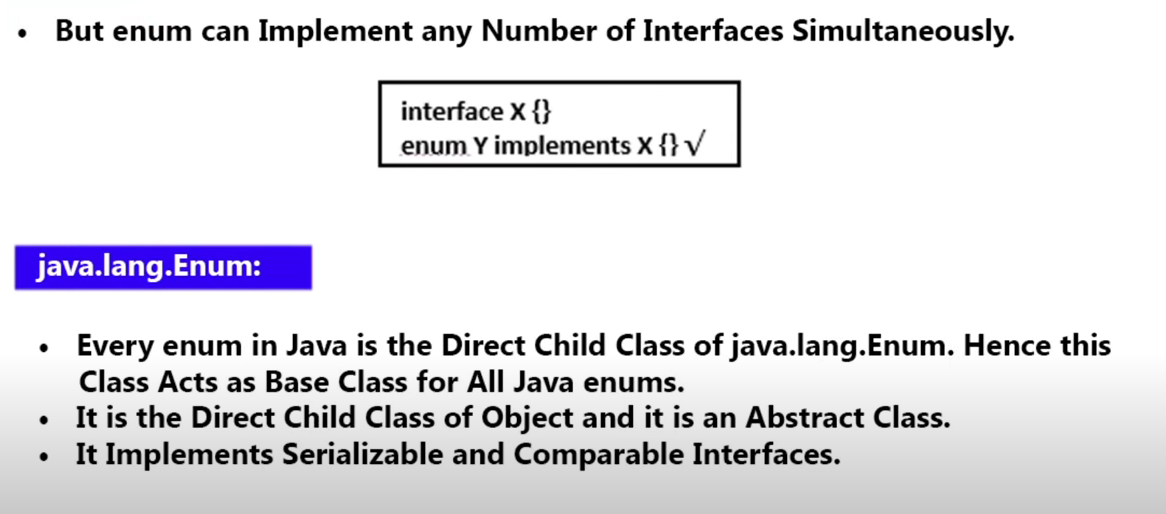 • But enum can Implement any Number of Interfaces Simultaneously.
interface X {}
enum Y implements X {} √
java.lang.Enum:
• Every enum in Java is the Direct Child Class of java.lang.Enum. Hence this
Class Acts as Base Class for All Java enums.
• It is the Direct Child Class of Object and it is an Abstract Class.
• It Implements Serializable and Comparable Interfaces.